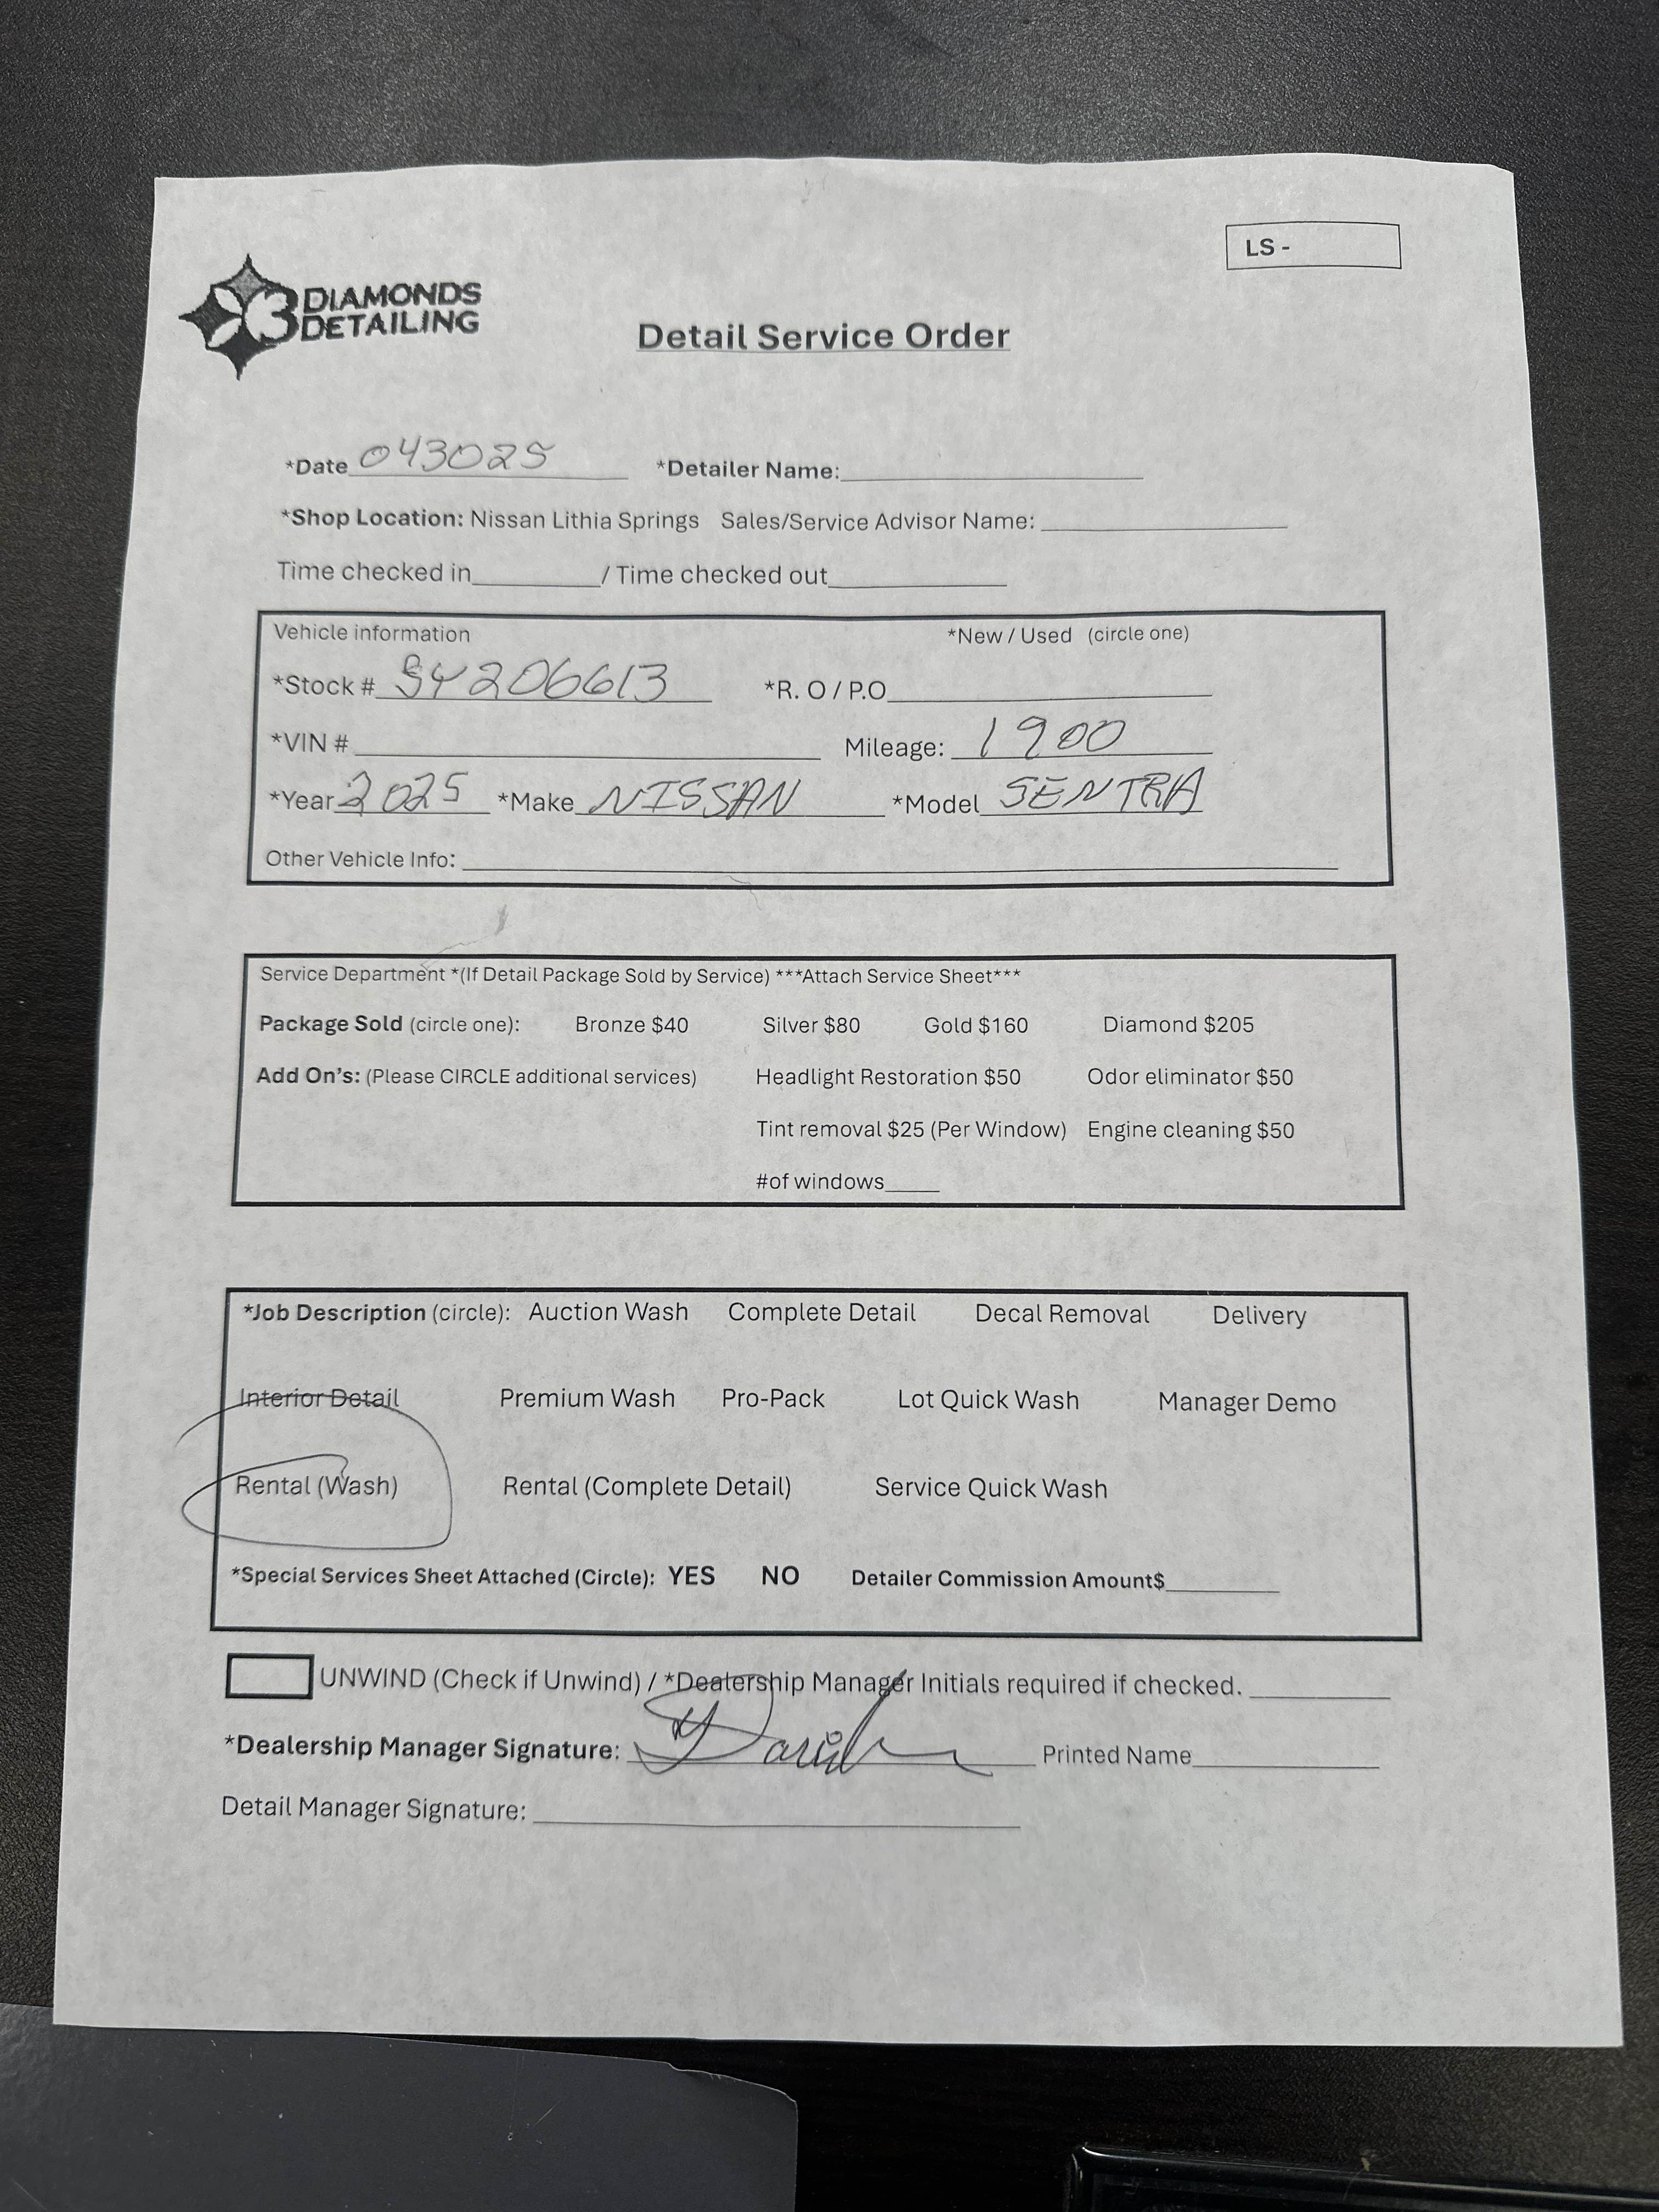 LS -
3 DIAMONDS DETAILING
Detail Service Order
*Date 043025 *Detailer Name:
*Shop Location: Nissan Lithia Springs Sales/Service Advisor Name:
Time checked in / Time checked out
Vehicle information *New / Used (circle one)
*Stock # SY206613 *R. O / P.O
*VIN # Mileage: 1900
*Year 2025 *Make NISSAN *Model SENTRA
Other Vehicle Info:
Service Department *(If Detail Package Sold by Service) ***Attach Service Sheet***
Package Sold (circle one): Bronze $40 Silver $80 Gold $160 Diamond $205
Add On's: (Please CIRCLE additional services) Headlight Restoration $50 Odor eliminator $50
Tint removal $25 (Per Window) Engine cleaning $50
#of windows
*Job Description (circle): Auction Wash Complete Detail Decal Removal Delivery
Interior Detail Premium Wash Pro-Pack Lot Quick Wash Manager Demo
Rental (Wash) Rental (Complete Detail) Service Quick Wash
*Special Services Sheet Attached (Circle): YES NO Detailer Commission Amount$
UNWIND (Check if Unwind) / *Dealership Manager Initials required if checked.
*Dealership Manager Signature: Printed Name
Detail Manager Signature: